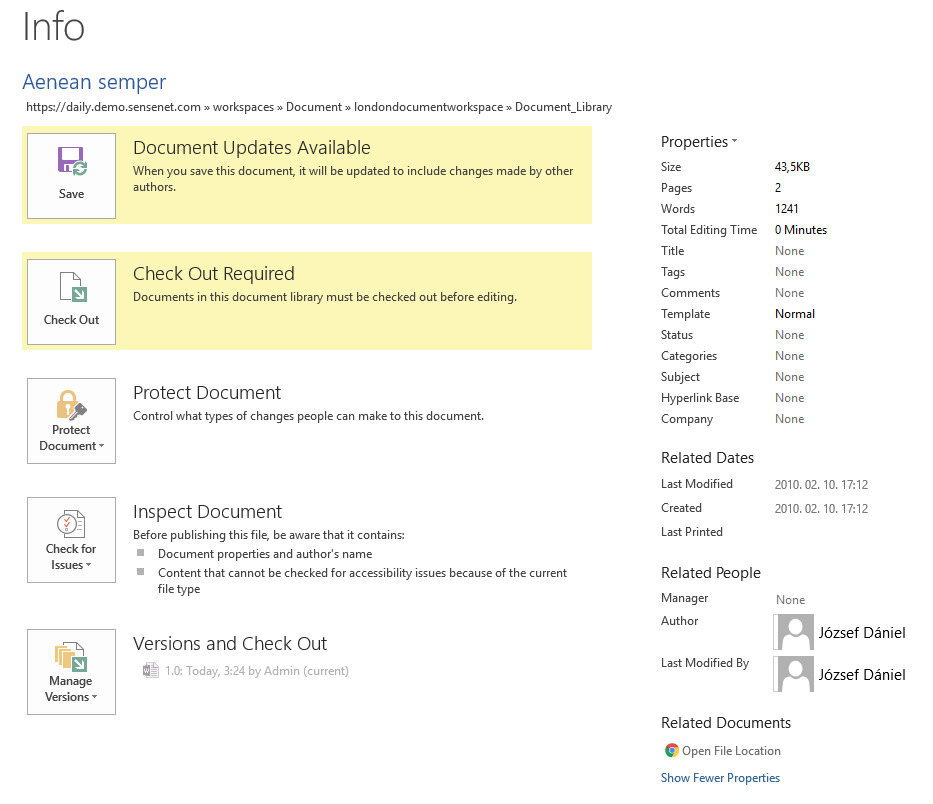 Info
Aenean semper
https://daily.demo.sensenet.com » workspaces » Document » londondocumentworkspace » Document_Library
Save
Document Updates Available
When you save this document, it will be updated to include changes made by other
authors.
Check Out
Check Out Required
Documents in this document library must be checked out before editing.
Protect
Document
Protect Document
Control what types of changes people can make to this document.
Check for
Issues
Inspect Document
Before publishing this file, be aware that it contains:
Document properties and author's name
Content that cannot be checked for accessibility issues because of the current
file type
Manage
Versions
Versions and Check Out
1.0: Today, 3:24 by Admin (current)
Properties
Size 43,5KB
Pages 2
Words 1241
Total Editing Time 0 Minutes
Title None
Tags None
Comments None
Template Normal
Status None
Categories None
Subject None
Hyperlink Base None
Company None
Related Dates
Last Modified 2010. 02. 10. 17:12
Created 2010. 02. 10. 17:12
Last Printed
Related People
Manager None
Author József Dániel
Last Modified By József Dániel
Related Documents
Open File Location
Show Fewer Properties